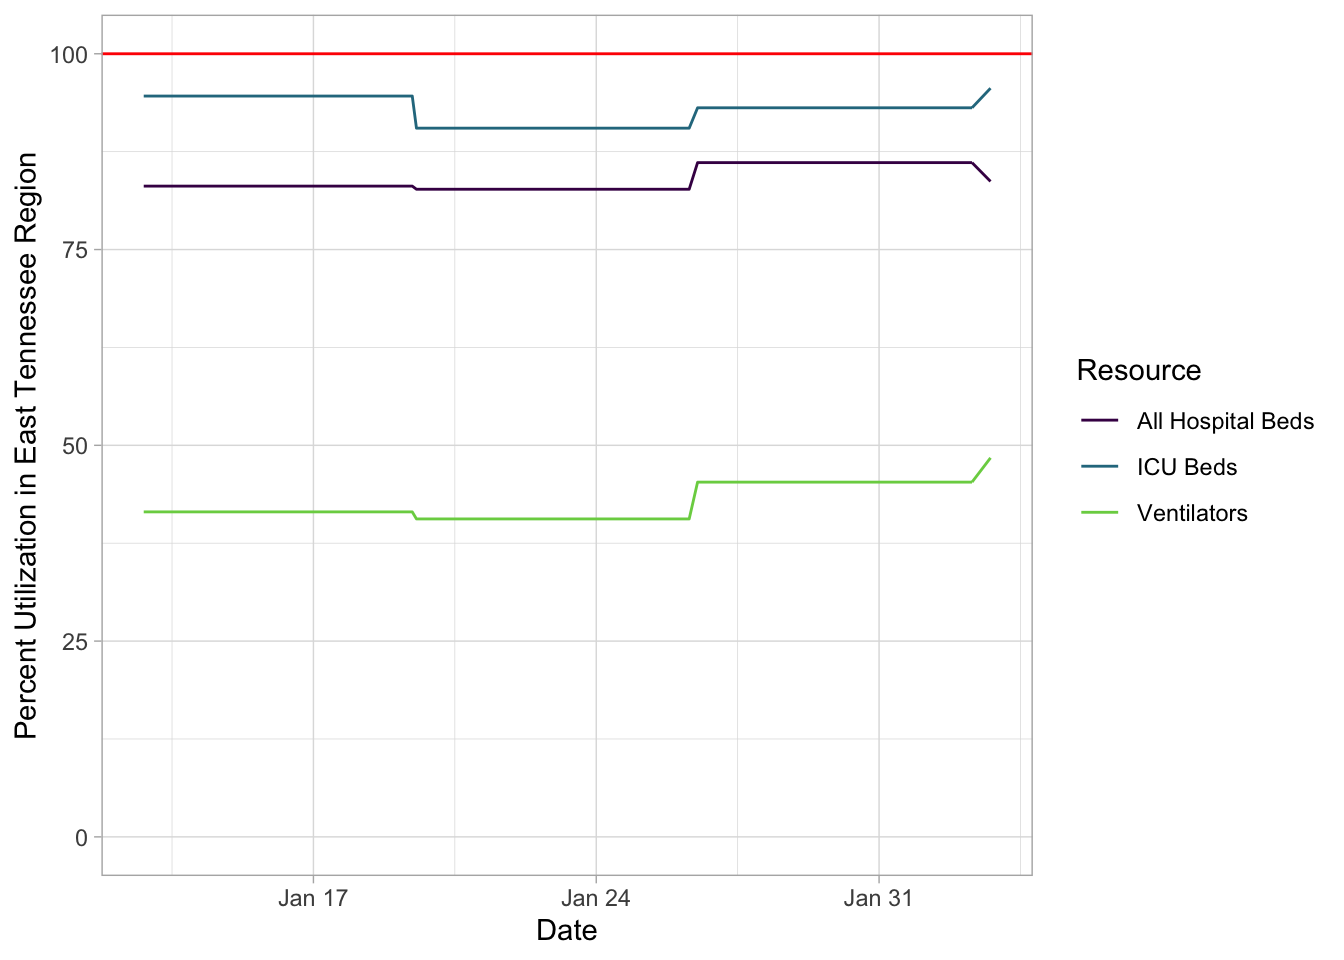 Percent Utilization in East Tennessee Region
100
75
50
25
0
Jan 17
Jan 24
Jan 31
Date
Resource
All Hospital Beds
ICU Beds
Ventilators